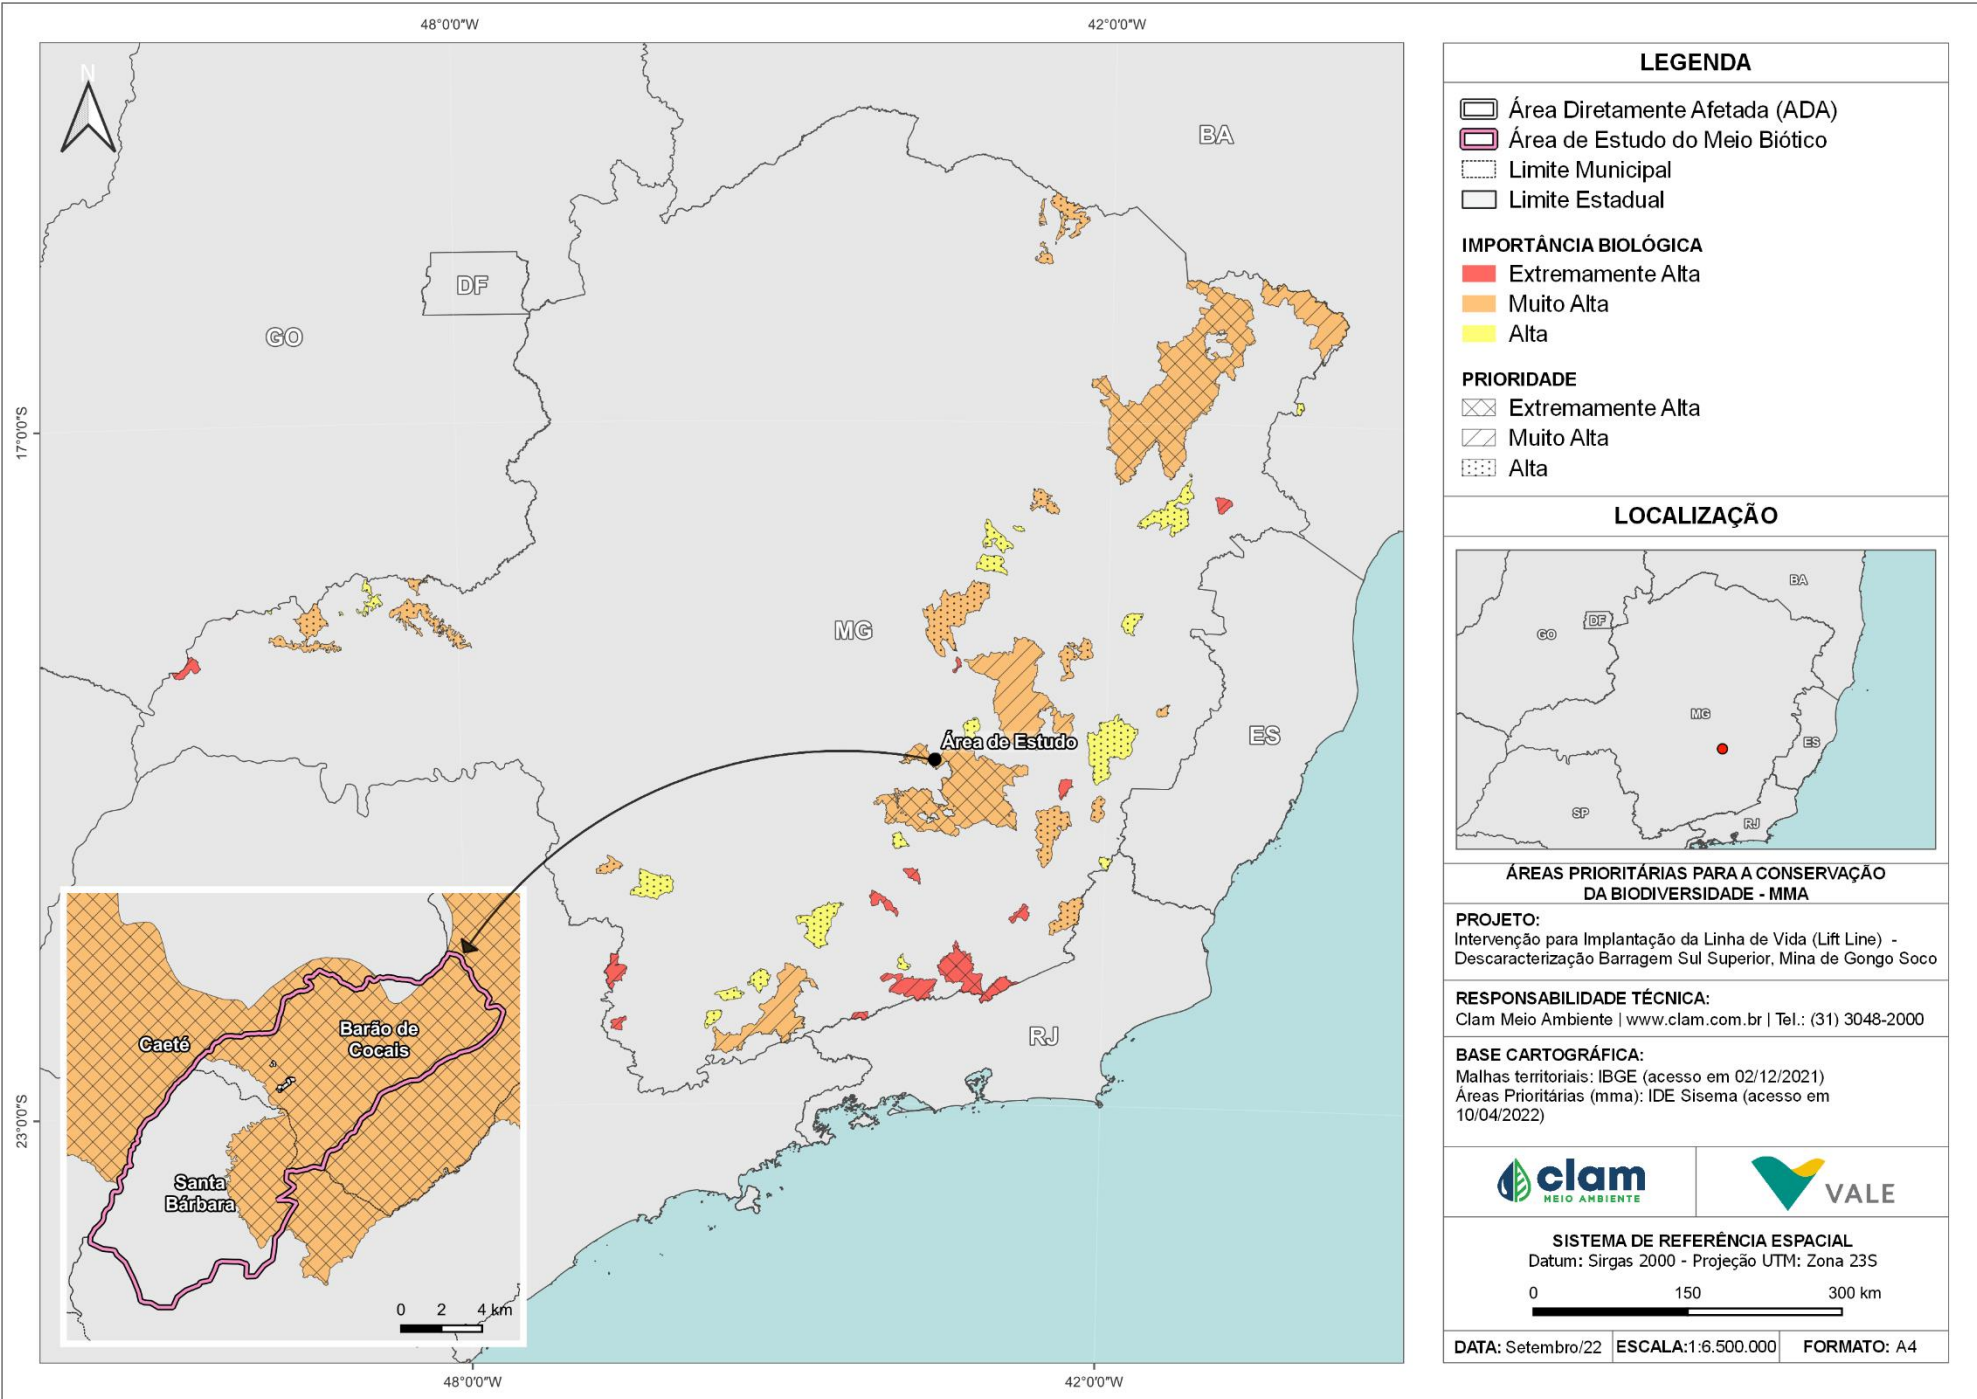 48°0'0"W
42°0'0"W
N
BA
DF
GO
17°0'0"S
MG
ES
Área de Estudo
RJ
23°0'0"S
Caeté
Barão de
Cocais
Santa
Bárbara
0 2 4 km
48°0'0"W
42°0'0"W
LEGENDA
Área Diretamente Afetada (ADA)
Área de Estudo do Meio Biótico
Limite Municipal
Limite Estadual
IMPORTÂNCIA BIOLÓGICA
Extremamente Alta
Muito Alta
Alta
PRIORIDADE
Extremamente Alta
Muito Alta
Alta
LOCALIZAÇÃO
BA
DF
GO
MG
ES
SP
RJ
ÁREAS PRIORITÁRIAS PARA A CONSERVAÇÃO
DA BIODIVERSIDADE - MMA
PROJETO:
Intervenção para Implantação da Linha de Vida (Lift Line) -
Descaracterização Barragem Sul Superior, Mina de Gongo Soco
RESPONSABILIDADE TÉCNICA:
Clam Meio Ambiente | www.clam.com.br | Tel.: (31) 3048-2000
BASE CARTOGRÁFICA:
Malhas territoriais: IBGE (acesso em 02/12/2021)
Áreas Prioritárias (mma): IDE Sisema (acesso em
10/04/2022)
clam
MEIO AMBIENTE
VALE
SISTEMA DE REFERÊNCIA ESPACIAL
Datum: Sirgas 2000 - Projeção UTM: Zona 23S
0 150 300 km
DATA: Setembro/22 ESCALA:1:6.500.000 FORMATO: A4